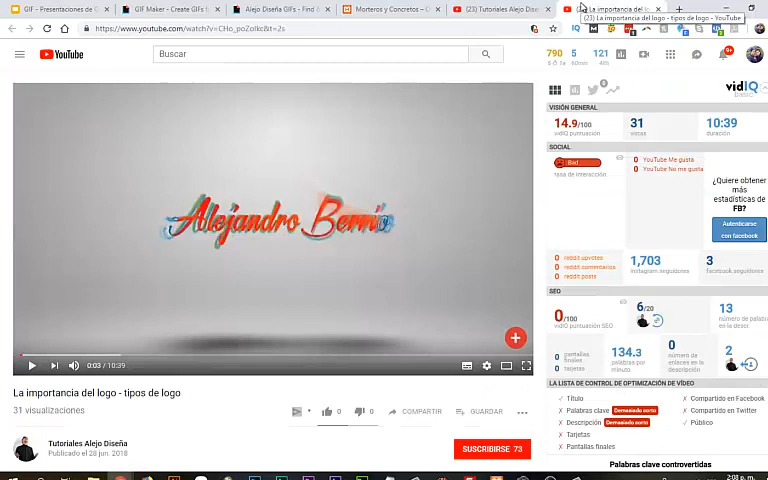 GIF - Presentaciones de G
GIF Maker - Create GIFs f
Alejo Diseña GIFs - Find &
Morteros y Concretos -
(23) Tutoriales Alejo Dise
La importancia del lo
(23) La importancia del logo - tipos de logo - YouTube
https://www.youtube.com/watch?v=CHo_poZolkc&t=2s
YouTube
Buscar
790
5
121
9+
vidIQ
VISIÓN GENERAL
14.9/100
31
10:39
vidIQ puntuación
duración
SOCIAL
Bad
0 YouTube Me gusta
0 YouTube No me gusta
tasa de interacción
¿Quiere obtener
más
estadísticas de
FB?
Autenticarse
con facebook
0 reddit upvotes
0 reddit comentarios
0 reddit posts
1,703
instagram seguidores
3
facebook seguidores
SEO
0/100
vidIQ puntuación SEO
6/20
13
número de palabras
en la descr.
0 pantallas
finales
0 tarjetas
134.3
palabras por
minuto
0
número de
enlaces en la
descripción
2
LA LISTA DE CONTROL DE OPTIMIZACIÓN DE VÍDEO
Título
Palabras clave Demasiado corto
Descripción Demasiado corto
Tarjetas
Pantallas finales
Compartido en Facebook
Compartido en Twitter
Público
Palabras clave controvertidas
Alejandro Berrio
0:03 / 10:39
La importancia del logo - tipos de logo
31 visualizaciones
0
0
COMPARTIR
GUARDAR
Tutoriales Alejo Diseña
Publicado el 28 jun. 2018
SUSCRIBIRSE 73
2:08 p. m.